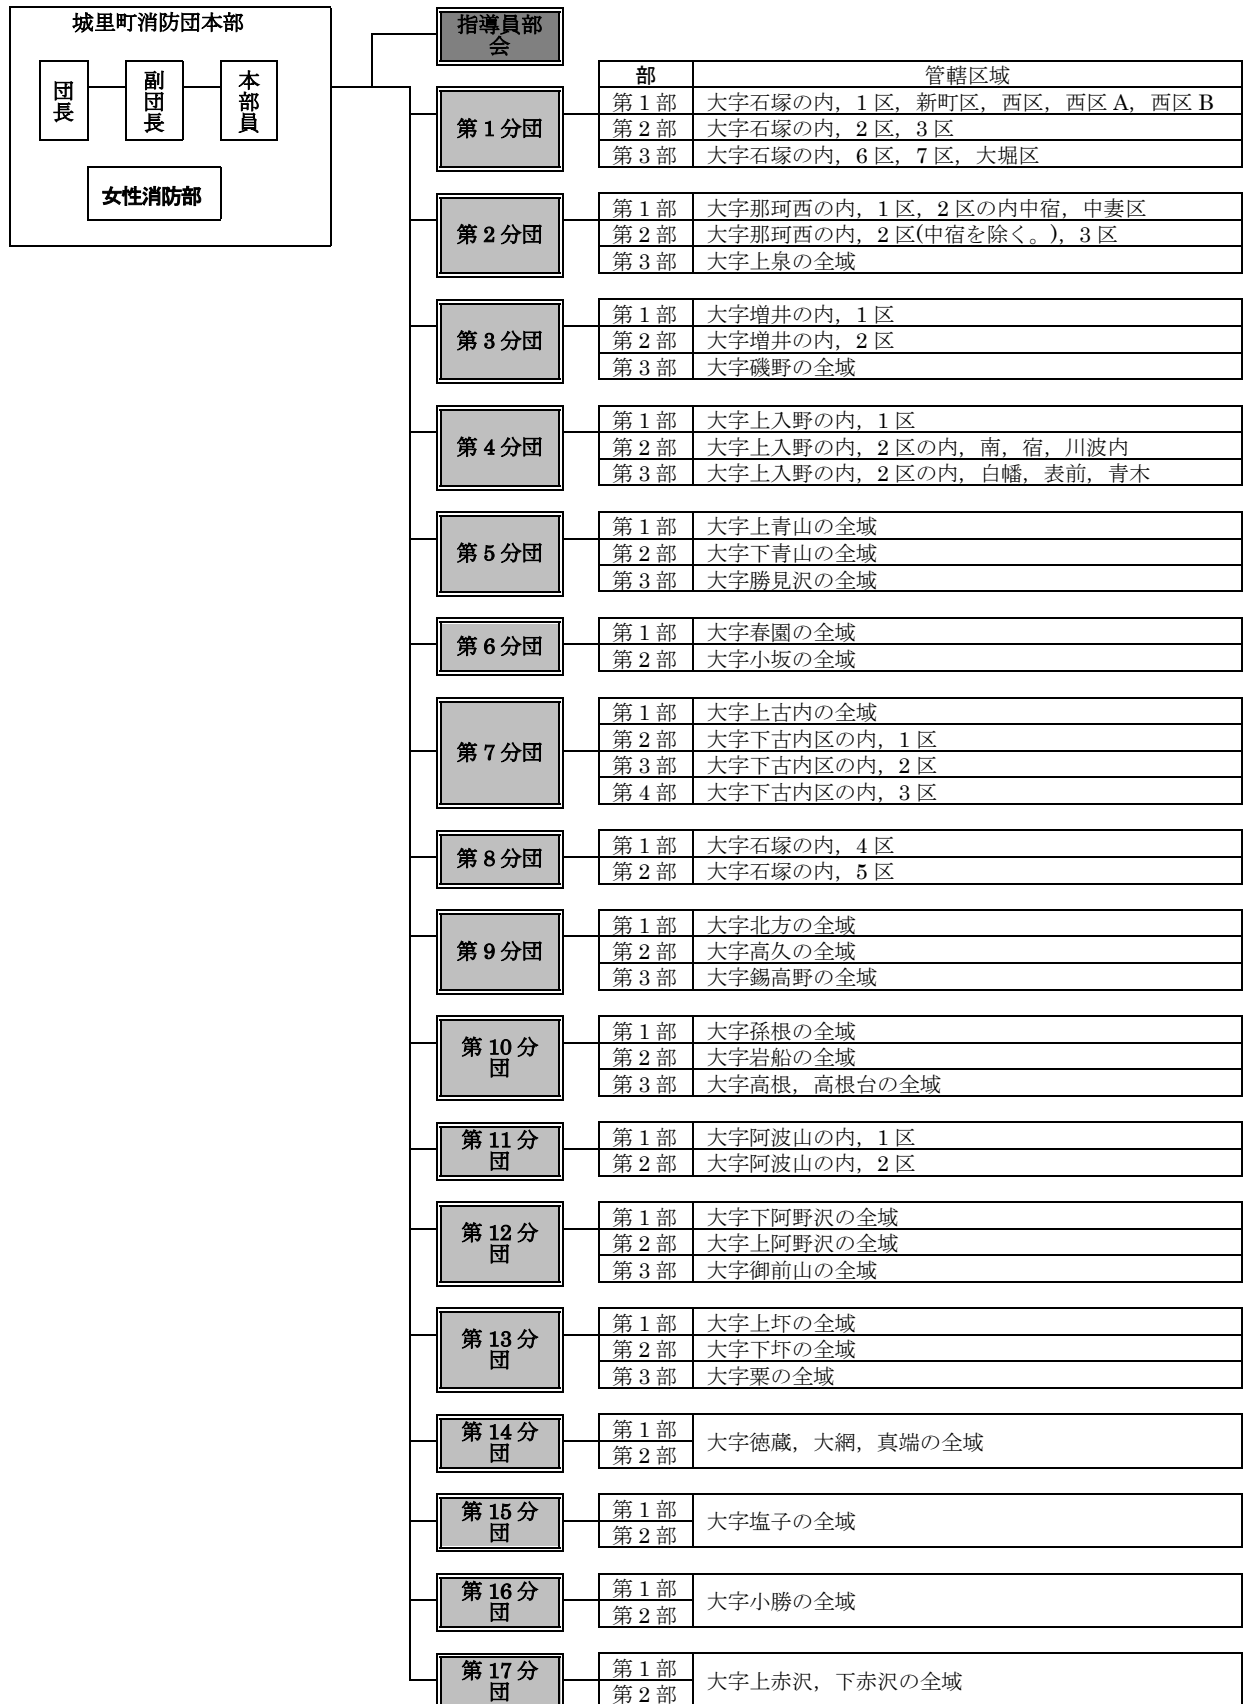 城里町消防団本部
団長
副団長
本部員
女性消防部
指導員部
会
部 管轄区域
第1分団
第1部 大字石塚の内，1区，新町区，西区，西区A，西区B
第2部 大字石塚の内，2区，3区
第3部 大字石塚の内，6区，7区，大堀区
第2分団
第1部 大字那珂西の内，1区，2区の内中宿，中妻区
第2部 大字那珂西の内，2区(中宿を除く。)，3区
第3部 大字上泉の全域
第3分団
第1部 大字増井の内，1区
第2部 大字増井の内，2区
第3部 大字磯野の全域
第4分団
第1部 大字上入野の内，1区
第2部 大字上入野の内，2区の内，南，宿，川波内
第3部 大字上入野の内，2区の内，白幡，表前，青木
第5分団
第1部 大字上青山の全域
第2部 大字下青山の全域
第3部 大字勝見沢の全域
第6分団
第1部 大字春園の全域
第2部 大字小坂の全域
第7分団
第1部 大字上古内の全域
第2部 大字下古内区の内，1区
第3部 大字下古内区の内，2区
第4部 大字下古内区の内，3区
第8分団
第1部 大字石塚の内，4区
第2部 大字石塚の内，5区
第9分団
第1部 大字北方の全域
第2部 大字高久の全域
第3部 大字錫高野の全域
第10分
団
第1部 大字孫根の全域
第2部 大字岩船の全域
第3部 大字高根，高根台の全域
第11分
団
第1部 大字阿波山の内，1区
第2部 大字阿波山の内，2区
第12分
団
第1部 大字下阿野沢の全域
第2部 大字上阿野沢の全域
第3部 大字御前山の全域
第13分
団
第1部 大字上圷の全域
第2部 大字下圷の全域
第3部 大字粟の全域
第14分
団
第1部
第2部
大字徳蔵，大網，真端の全域
第15分
団
第1部
第2部
大字塩子の全域
第16分
団
第1部
第2部
大字小勝の全域
第17分
団
第1部
第2部
大字上赤沢，下赤沢の全域